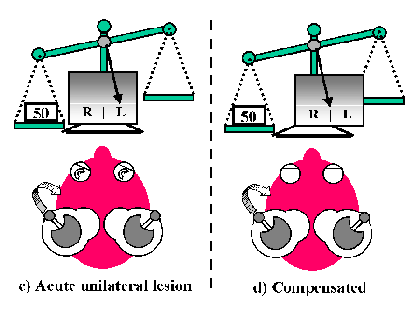 50
R | L
50
R | L
c) Acute unilateral lesion
d) Compensated